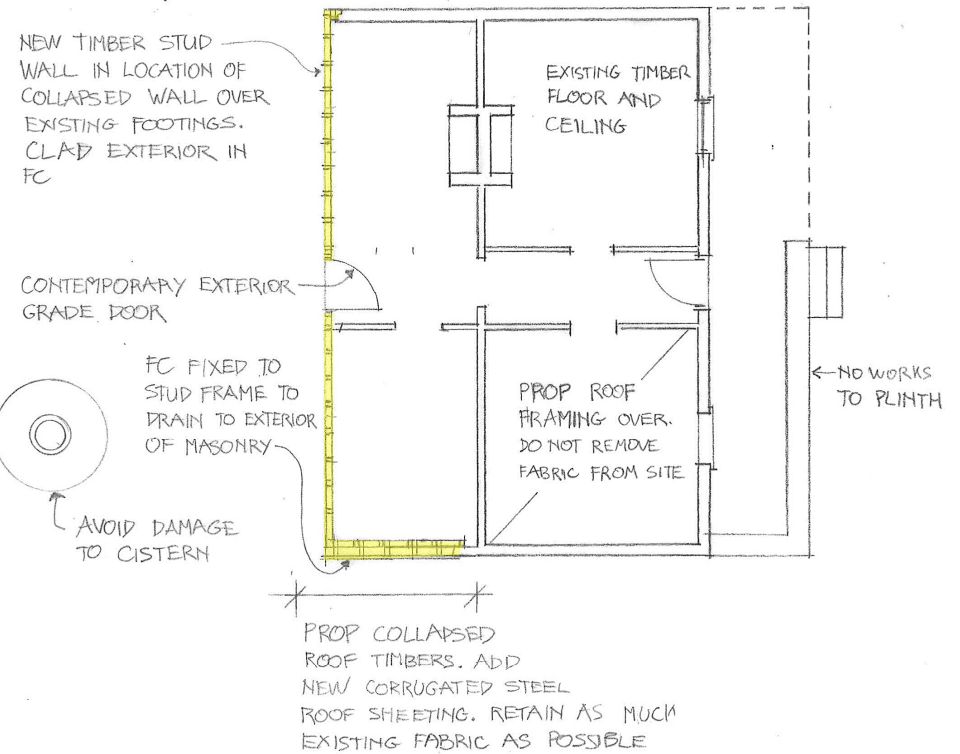 NEW TIMBER STUD
WALL IN LOCATION OF
COLLAPSED WALL OVER
EXISTING FOOTINGS.
CLAD EXTERIOR IN
FC
EXISTING TIMBER
FLOOR AND
CEILING
CONTEMPORARY EXTERIOR
GRADE DOOR
FC FIXED TO
STUD FRAME TO
DRAIN TO EXTERIOR
OF MASONRY
PROP ROOF
FRAMING OVER.
DO NOT REMOVE
FABRIC FROM SITE
NO WORKS
TO PLINTH
AVOID DAMAGE
TO CISTERN
PROP COLLAPSED
ROOF TIMBERS. ADD
NEW CORRUGATED STEEL
ROOF SHEETING. RETAIN AS MUCH
EXISTING FABRIC AS POSSIBLE